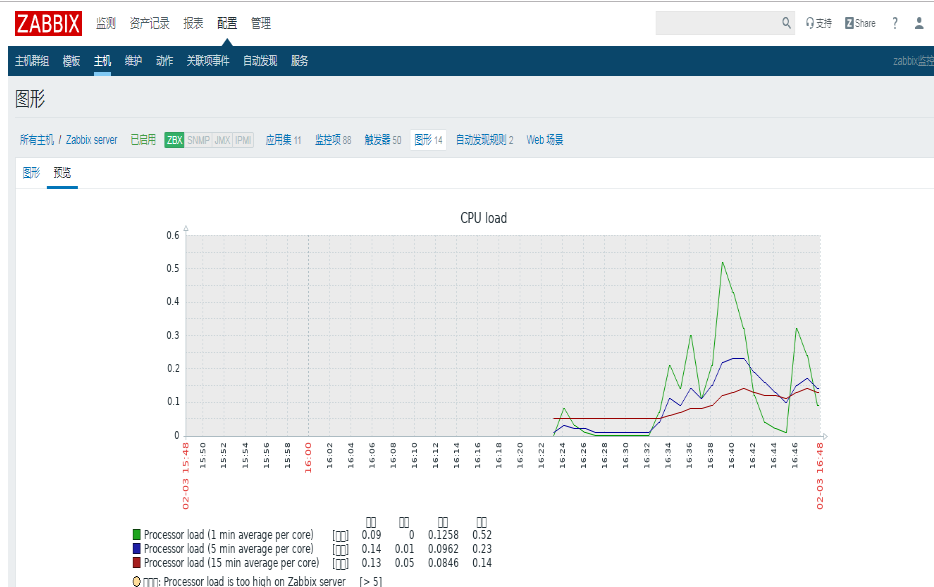 ZABBIX 监测 资产记录 报表 配置 管理 支持 Z Share ?
主机群组 模板 主机 维护 动作 关联项事件 自动发现 服务 zabbix监控
图形
所有主机 / Zabbix server 已启用 ZBX SNMP JMX IPMI 应用集 11 监控项 88 触发器 50 图形 14 自动发现规则 2 Web 场景
图形 预览
CPU load
0.6
0.5
0.4
0.3
0.2
0.1
0
02-03 15:48 15:50 15:52 15:54 15:56 15:58 16:00 16:02 16:04 16:06 16:08 16:10 16:12 16:14 16:16 16:18 16:20 16:22 16:24 16:26 16:28 16:30 16:32 16:34 16:36 16:38 16:40 16:42 16:44 16:46 02-03 16:48
Processor load (1 min average per core) [□□] 0.09 0 0.1258 0.52
Processor load (5 min average per core) [□□] 0.14 0.01 0.0962 0.23
Processor load (15 min average per core) [□□] 0.13 0.05 0.0846 0.14
□□□: Processor load is too high on Zabbix server [> 5]